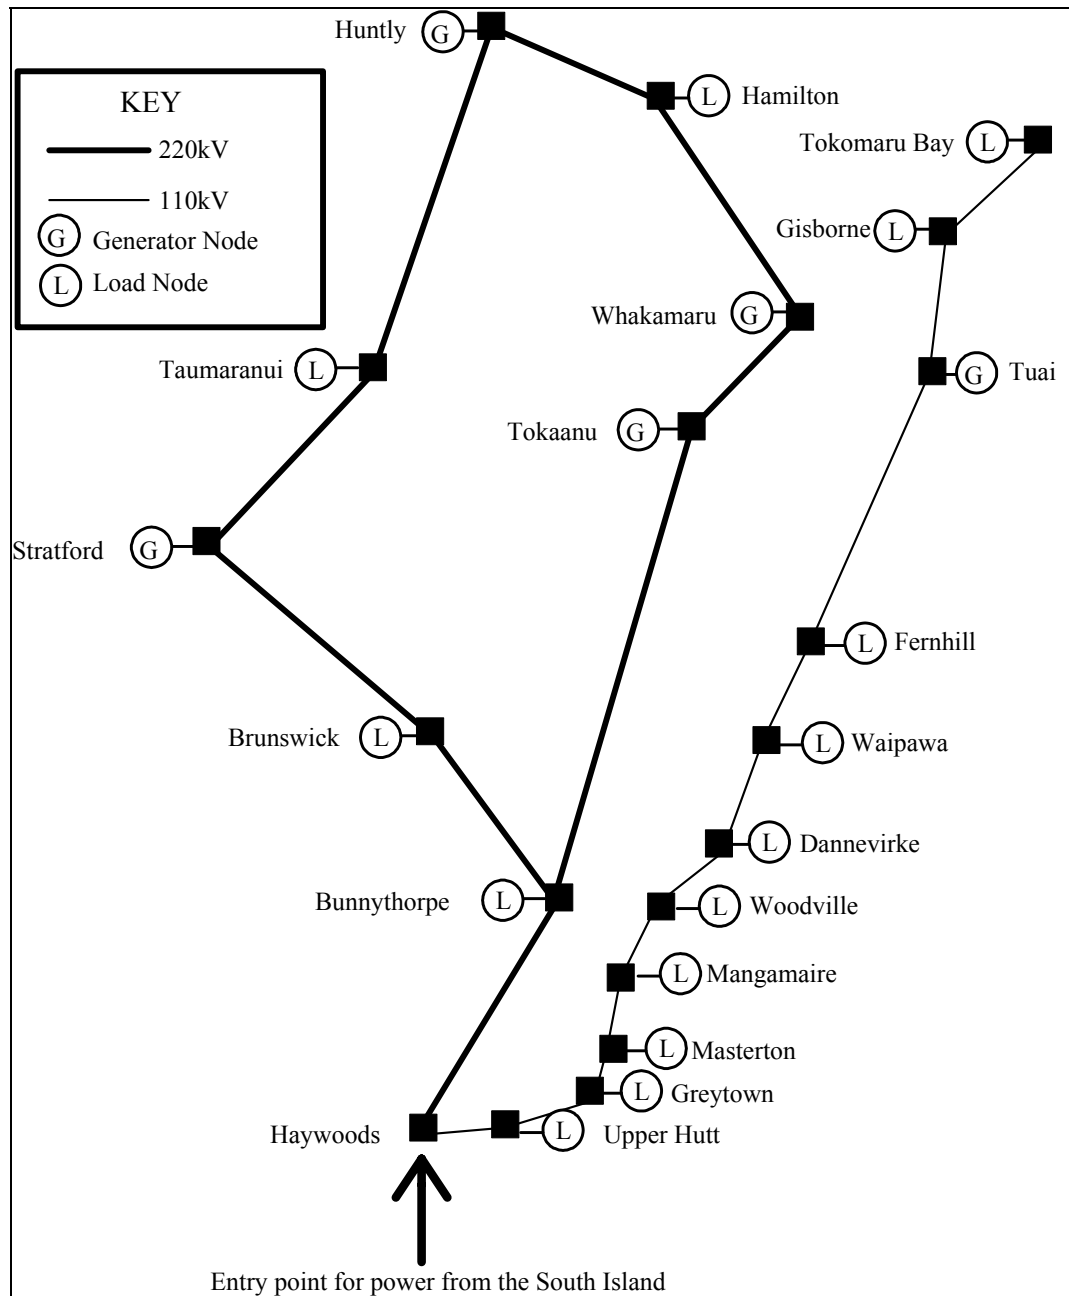 Huntly G
KEY
220kV
110kV
G Generator Node
L Load Node
L Hamilton
Tokomaru Bay L
Gisborne L
Whakamaru G
Taumaranui L
G Tuai
Tokaanu G
Stratford G
L Fernhill
Brunswick L
L Waipawa
L Dannevirke
Bunnythorpe L
L Woodville
L Mangamaire
L Masterton
L Greytown
Haywoods
L Upper Hutt
Entry point for power from the South Island